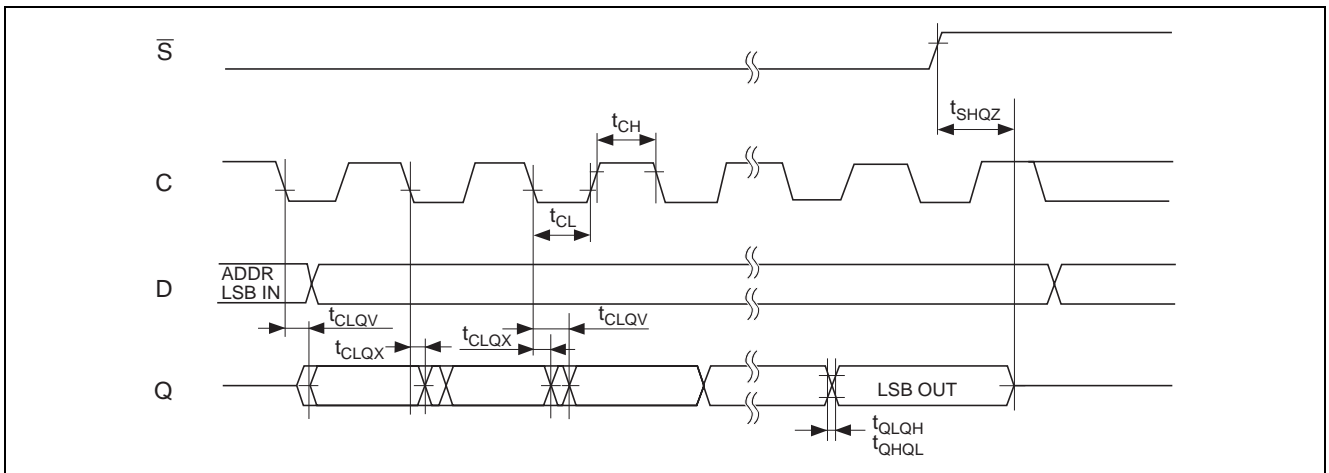 S̅
tSHQZ
tCH
C
tCL
ADDR
LSB IN
D
tCLQV
tCLQX
tCLQX
tCLQV
Q
LSB OUT
tQLQH
tQHQL